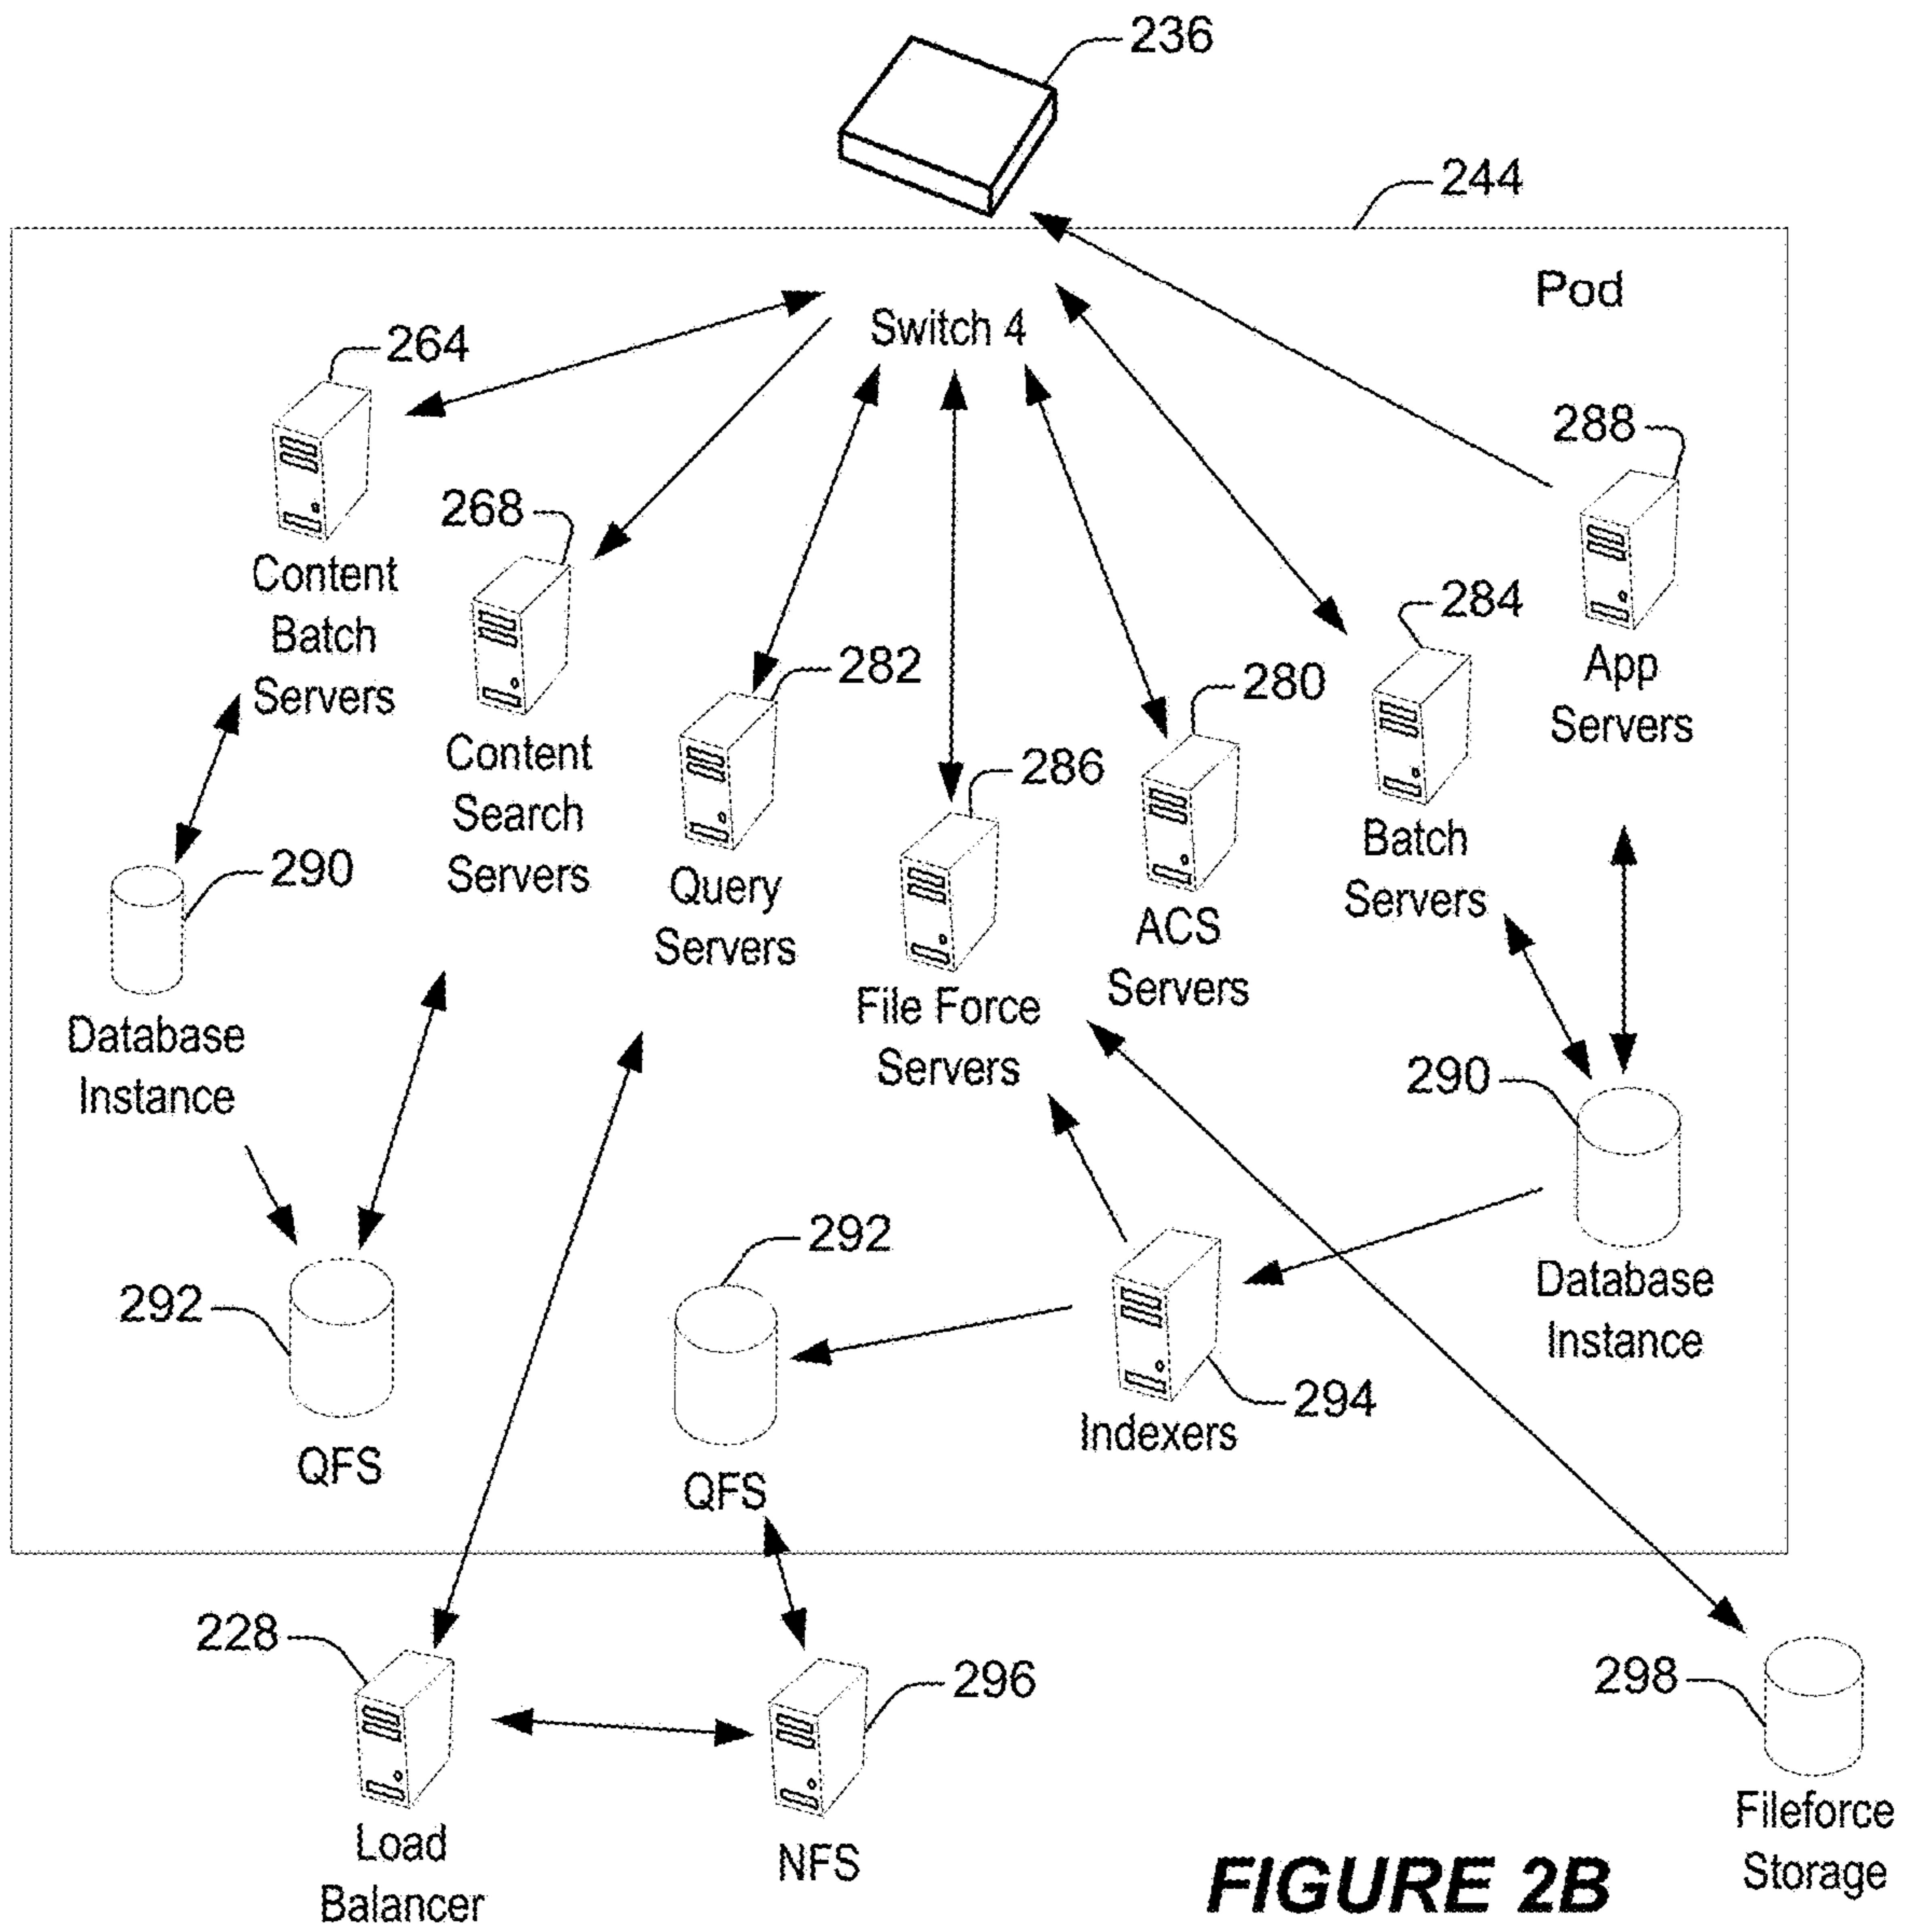 236
244
Pod
Switch 4
264
Content
Batch
Servers
268
Content
Search
Servers
282
Query
Servers
286
File Force
Servers
280
ACS
Servers
284
Batch
Servers
288
App
Servers
290
Database
Instance
290
Database
Instance
292
QFS
292
QFS
294
Indexers
228
Load
Balancer
296
NFS
298
Fileforce
Storage
FIGURE 2B